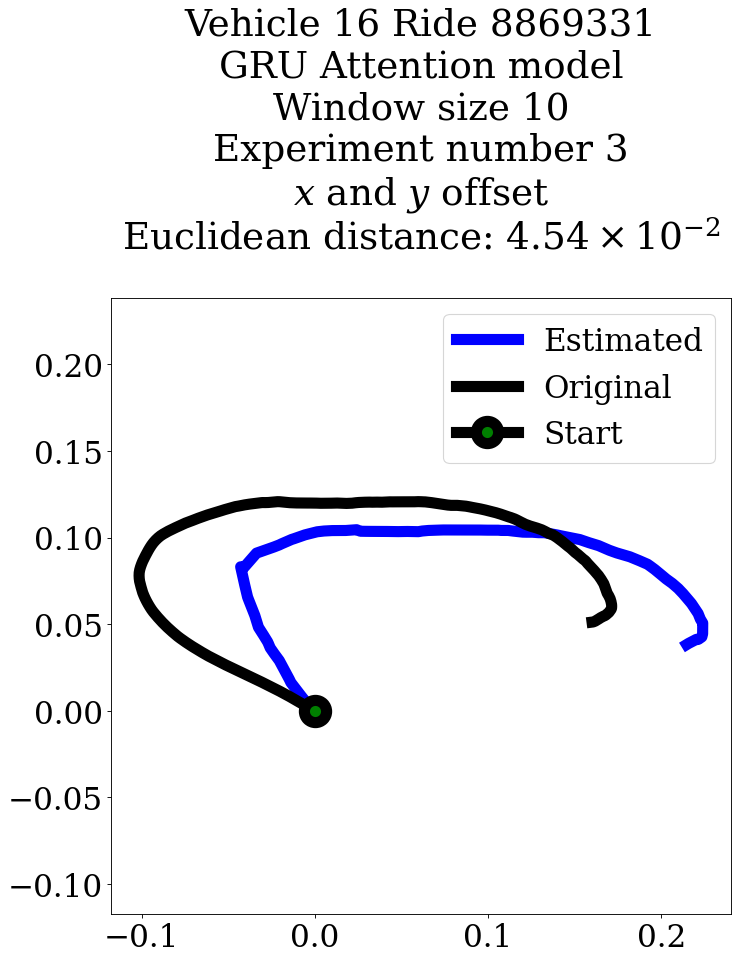 Vehicle 16 Ride 8869331
GRU Attention model
Window size 10
Experiment number 3
x and y offset
Euclidean distance: 4.54 × 10⁻²
Estimated
Original
Start
0.20
0.15
0.10
0.05
0.00
−0.05
−0.10
−0.1 0.0 0.1 0.2